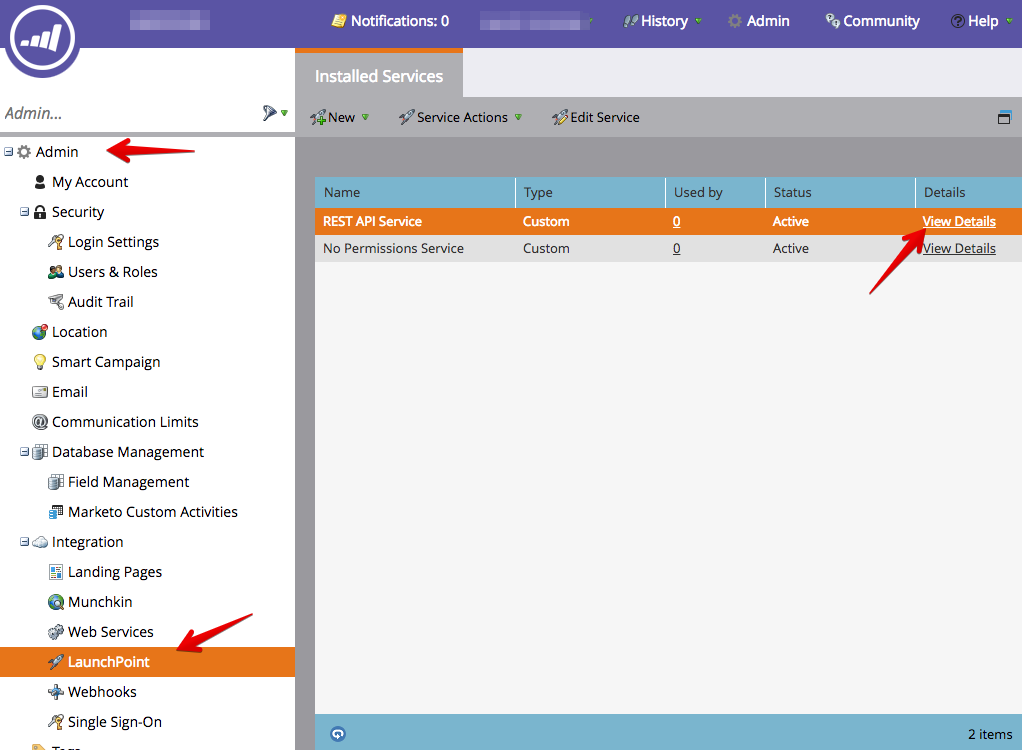 Notifications: 0 History Admin Community Help
Installed Services
Admin...
New Service Actions Edit Service
Admin
My Account
Security
Login Settings
Users & Roles
Audit Trail
Location
Smart Campaign
Email
Communication Limits
Database Management
Field Management
Marketo Custom Activities
Integration
Landing Pages
Munchkin
Web Services
LaunchPoint
Webhooks
Single Sign-On
Tags
Name Type Used by Status Details
REST API Service Custom 0 Active View Details
No Permissions Service Custom 0 Active View Details
2 items